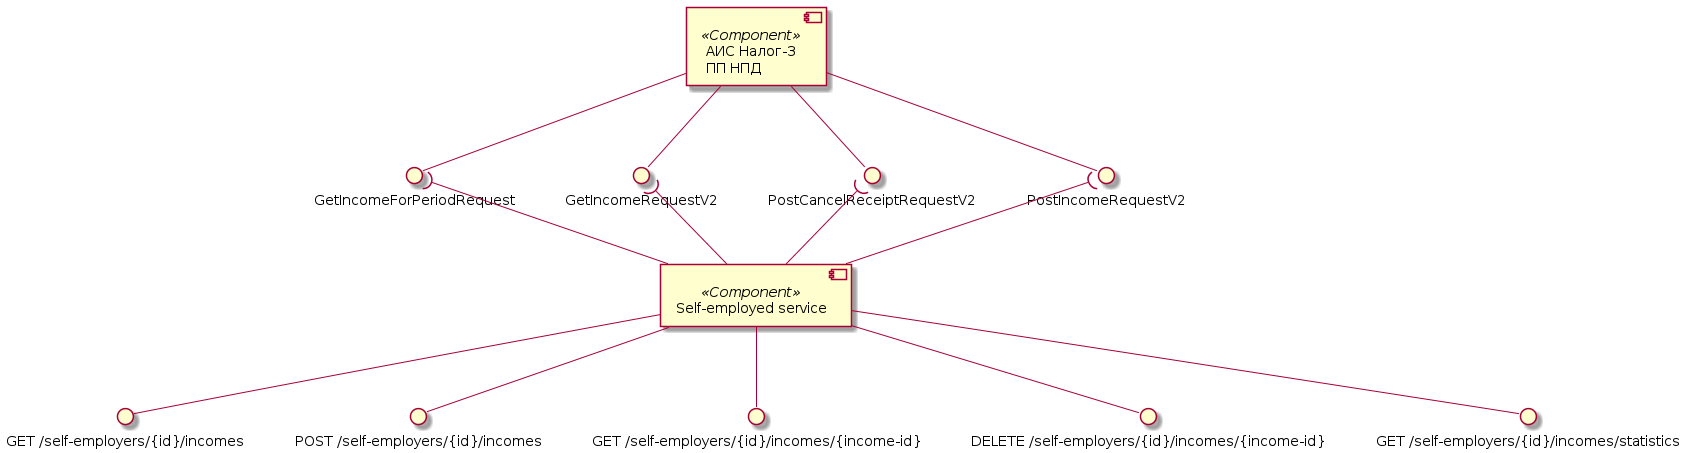 «Component»
АИС Налог-3
ПП НПД
GetIncomeForPeriodRequest
GetIncomeRequestV2
PostCancelReceiptRequestV2
PostIncomeRequestV2
«Component»
Self-employed service
GET /self-employers/{id}/incomes
POST /self-employers/{id}/incomes
GET /self-employers/{id}/incomes/{income-id}
DELETE /self-employers/{id}/incomes/{income-id}
GET /self-employers/{id}/incomes/statistics